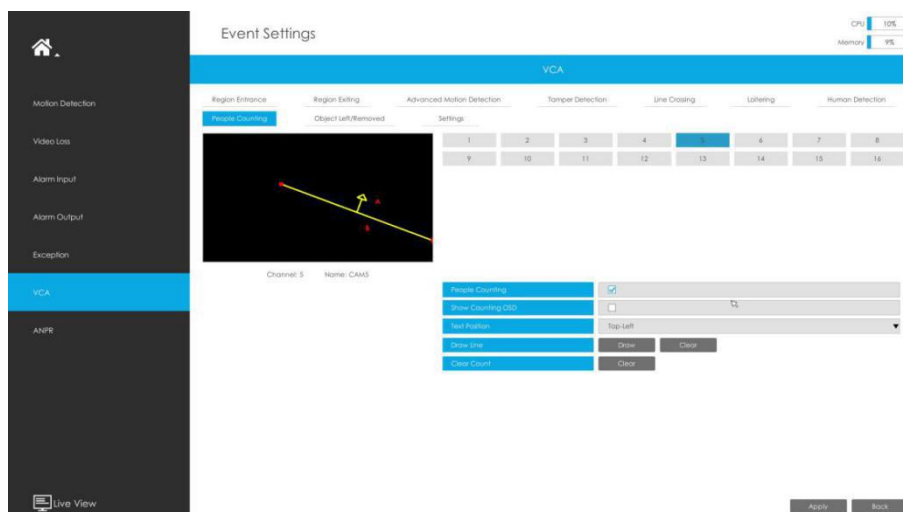 Event Settings
CPU 10%
Memory 9%
VCA
Motion Detection
Video Loss
Alarm Input
Alarm Output
Exception
VCA
ANPR
Live View
Region Entrance Region Exiting Advanced Motion Detection Tamper Detection Line Crossing Loitering Human Detection
People Counting Object Left/Removed Settings
1 2 3 4 5 6 7 8
9 10 11 12 13 14 15 16
A
B
Channel: 5 Name: CAM5
People Counting
Show Counting OSD
Text Position Top-Left
Draw Line Draw Clear
Clear Count Clear
Apply Back